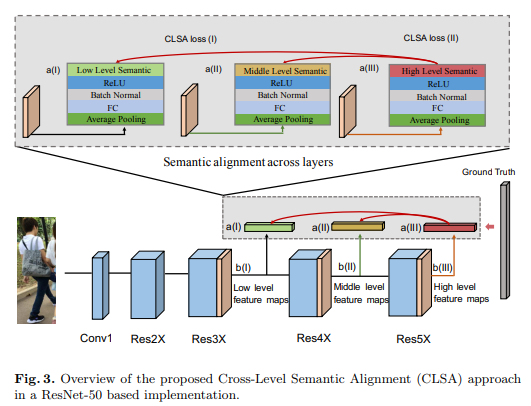 CLSA loss (I)
CLSA loss (II)
a(I)
a(II)
a(III)
Low Level Semantic
ReLU
Batch Normal
FC
Average Pooling
Middle Level Semantic
ReLU
Batch Normal
FC
Average Pooling
High Level Semantic
ReLU
Batch Normal
FC
Average Pooling
Semantic alignment across layers
Ground Truth
a(I)
a(II)
a(III)
b(I)
b(II)
b(III)
Low level
feature maps
Middle level
feature maps
High level
feature maps
Conv1
Res2X
Res3X
Res4X
Res5X
Fig. 3. Overview of the proposed Cross-Level Semantic Alignment (CLSA) approach
in a ResNet-50 based implementation.